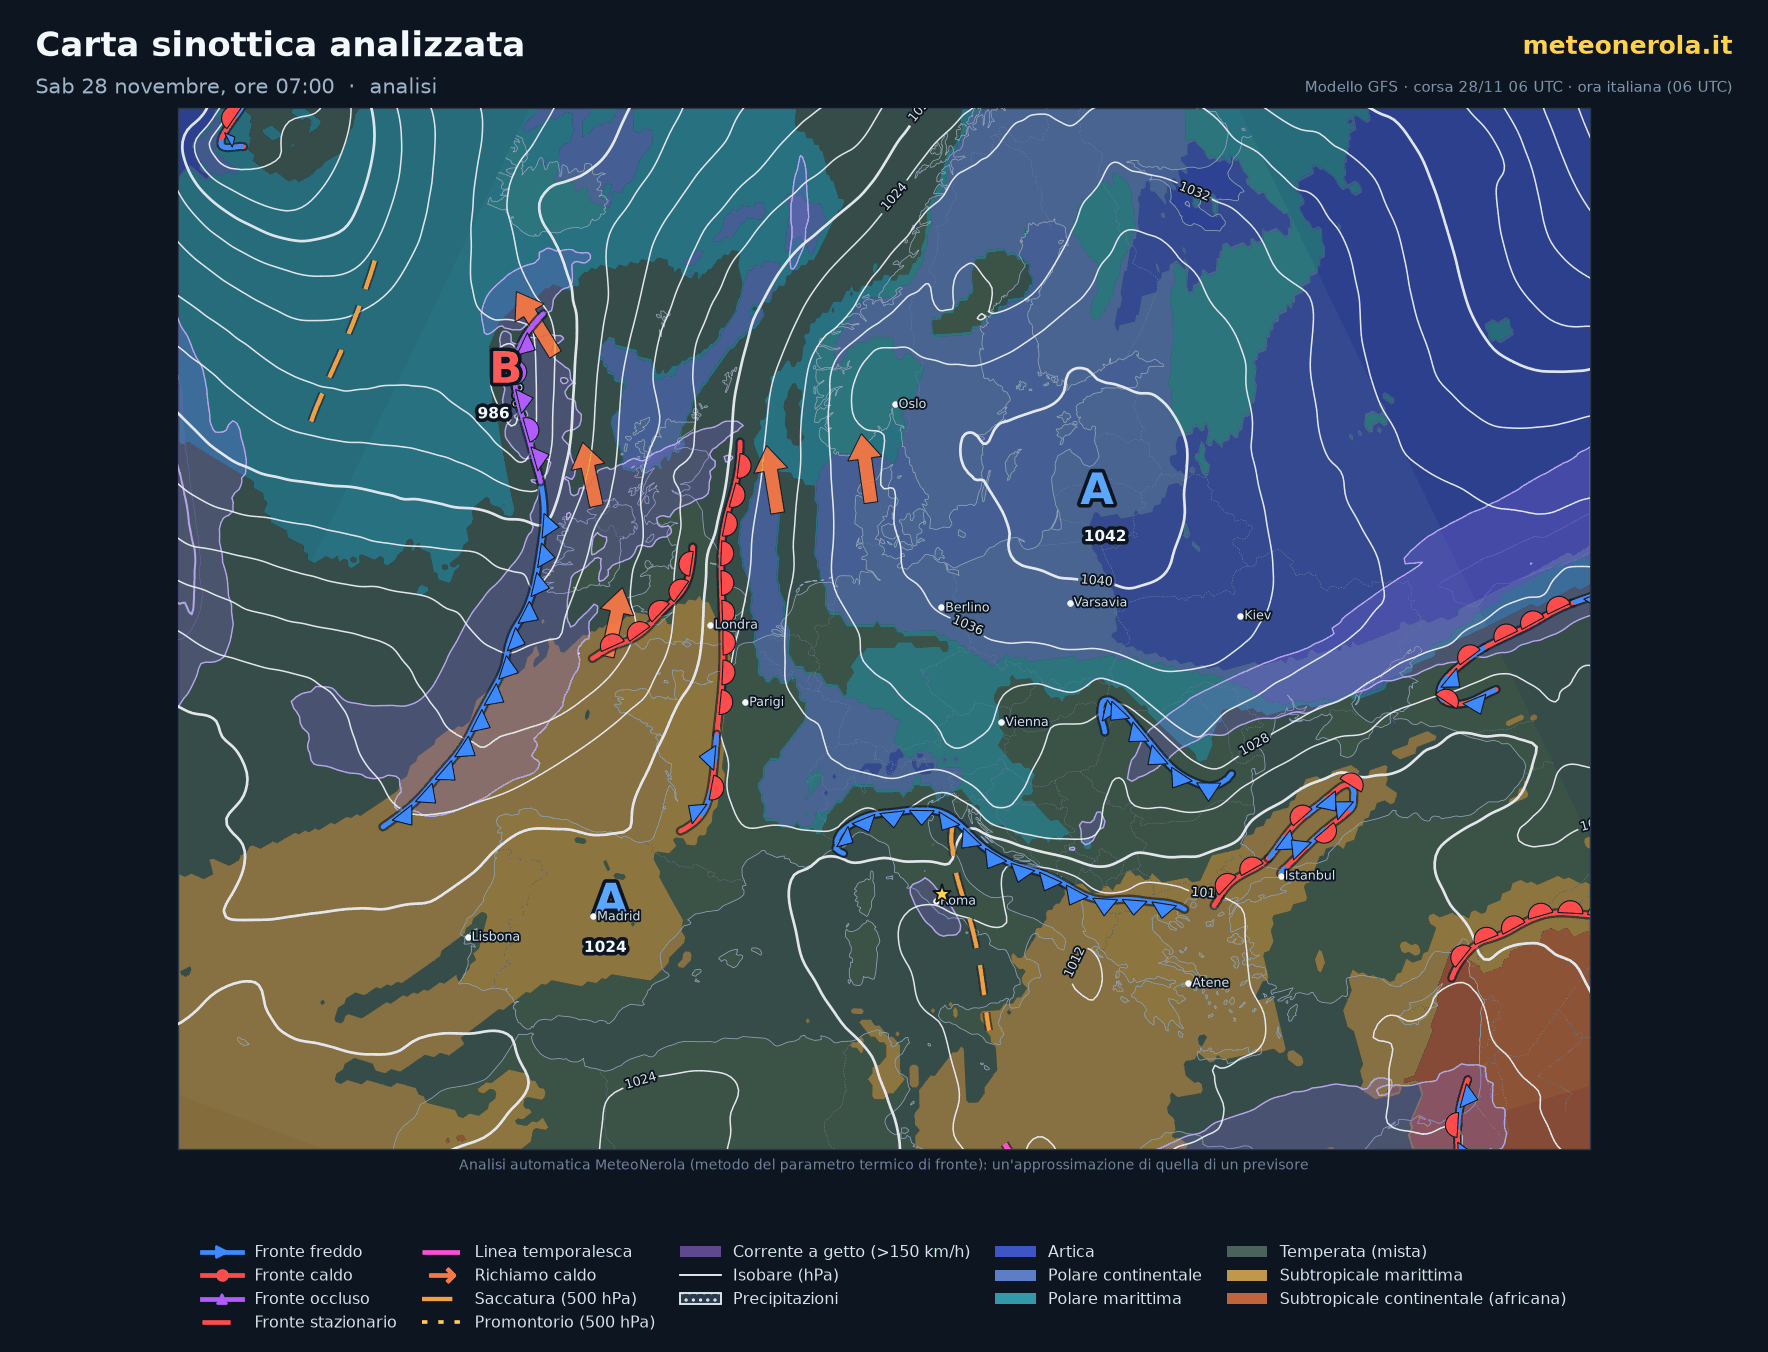 Carta sinottica analizzata
meteonerola.it
Sab 28 novembre, ore 07:00 · analisi
Modello GFS · corsa 28/11 06 UTC · ora italiana (06 UTC)
1024
1032
B
986
Oslo
A
1042
1040
Berlino
Varsavia
1036
Kiev
Londra
Parigi
Vienna
1028
Istanbul
101
Roma
A
Madrid
1024
Lisbona
1012
Atene
1024
Analisi automatica MeteoNerola (metodo del parametro termico di fronte): un'approssimazione di quella di un previsore
Fronte freddo
Fronte caldo
Fronte occluso
Fronte stazionario
Linea temporalesca
Richiamo caldo
Saccatura (500 hPa)
Promontorio (500 hPa)
Corrente a getto (>150 km/h)
Isobare (hPa)
Precipitazioni
Artica
Polare continentale
Polare marittima
Temperata (mista)
Subtropicale marittima
Subtropicale continentale (africana)